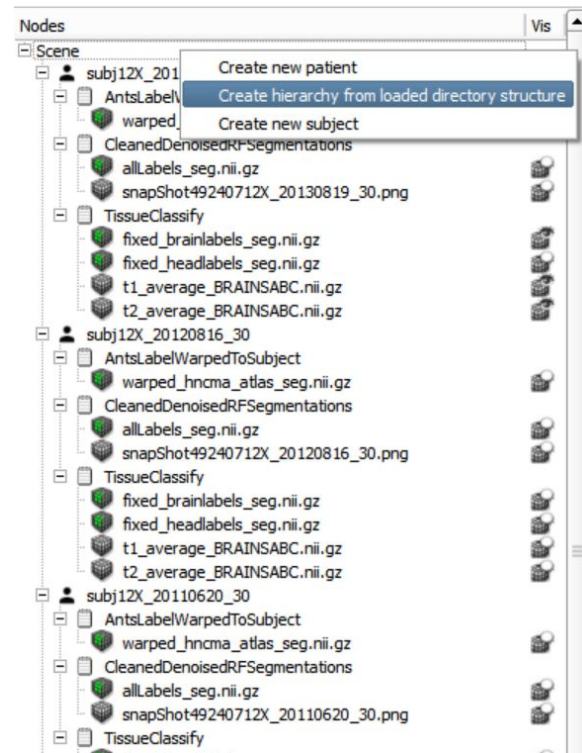 Nodes Vis
Scene
subj12X_201
Create new patient
AntsLabelW
Create hierarchy from loaded directory structure
warped_
Create new subject
CleanedDenoisedRFSegmentations
allLabels_seg.nii.gz
snapShot49240712X_20130819_30.png
TissueClassify
fixed_brainlabels_seg.nii.gz
fixed_headlabels_seg.nii.gz
t1_average_BRAINSABC.nii.gz
t2_average_BRAINSABC.nii.gz
subj12X_20120816_30
AntsLabelWarpedToSubject
warped_hncma_atlas_seg.nii.gz
CleanedDenoisedRFSegmentations
allLabels_seg.nii.gz
snapShot49240712X_20120816_30.png
TissueClassify
fixed_brainlabels_seg.nii.gz
fixed_headlabels_seg.nii.gz
t1_average_BRAINSABC.nii.gz
t2_average_BRAINSABC.nii.gz
subj12X_20110620_30
AntsLabelWarpedToSubject
warped_hncma_atlas_seg.nii.gz
CleanedDenoisedRFSegmentations
allLabels_seg.nii.gz
snapShot49240712X_20110620_30.png
TissueClassify